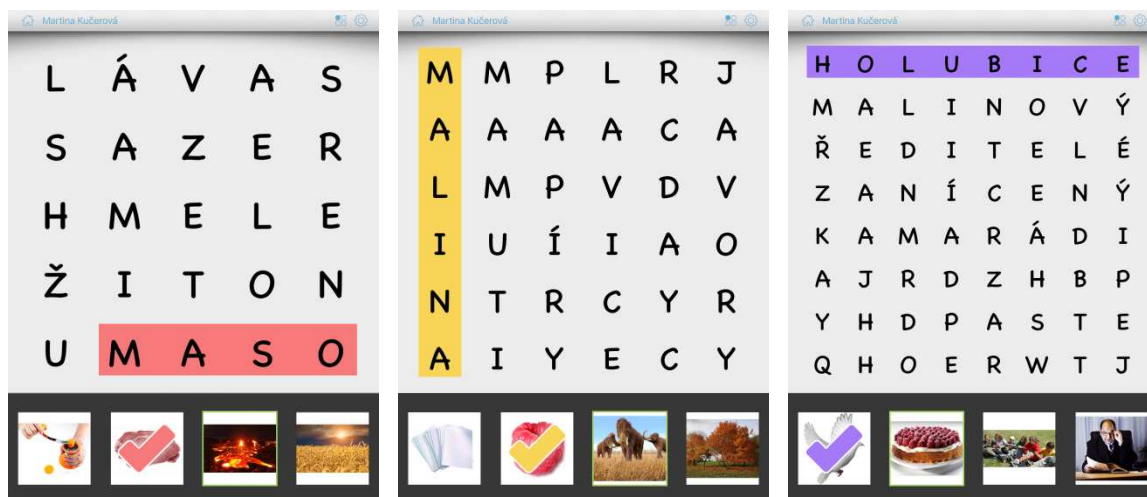 Martina Kučerová
L Á V A S
S A Z E R
H M E L E
Ž I T O N
U M A S O
Martina Kučerová
M M P L R J
A A A A C A
L M P V D V
I U Í I A O
N T R C Y R
A I Y E C Y
Martina Kučerová
H O L U B I C E
M A L I N O V Ý
Ř E D I T E L É
Z A N Í C E N Ý
K A M A R Á D I
A J R D Z H B P
Y H D P A S T E
Q H O E R W T J